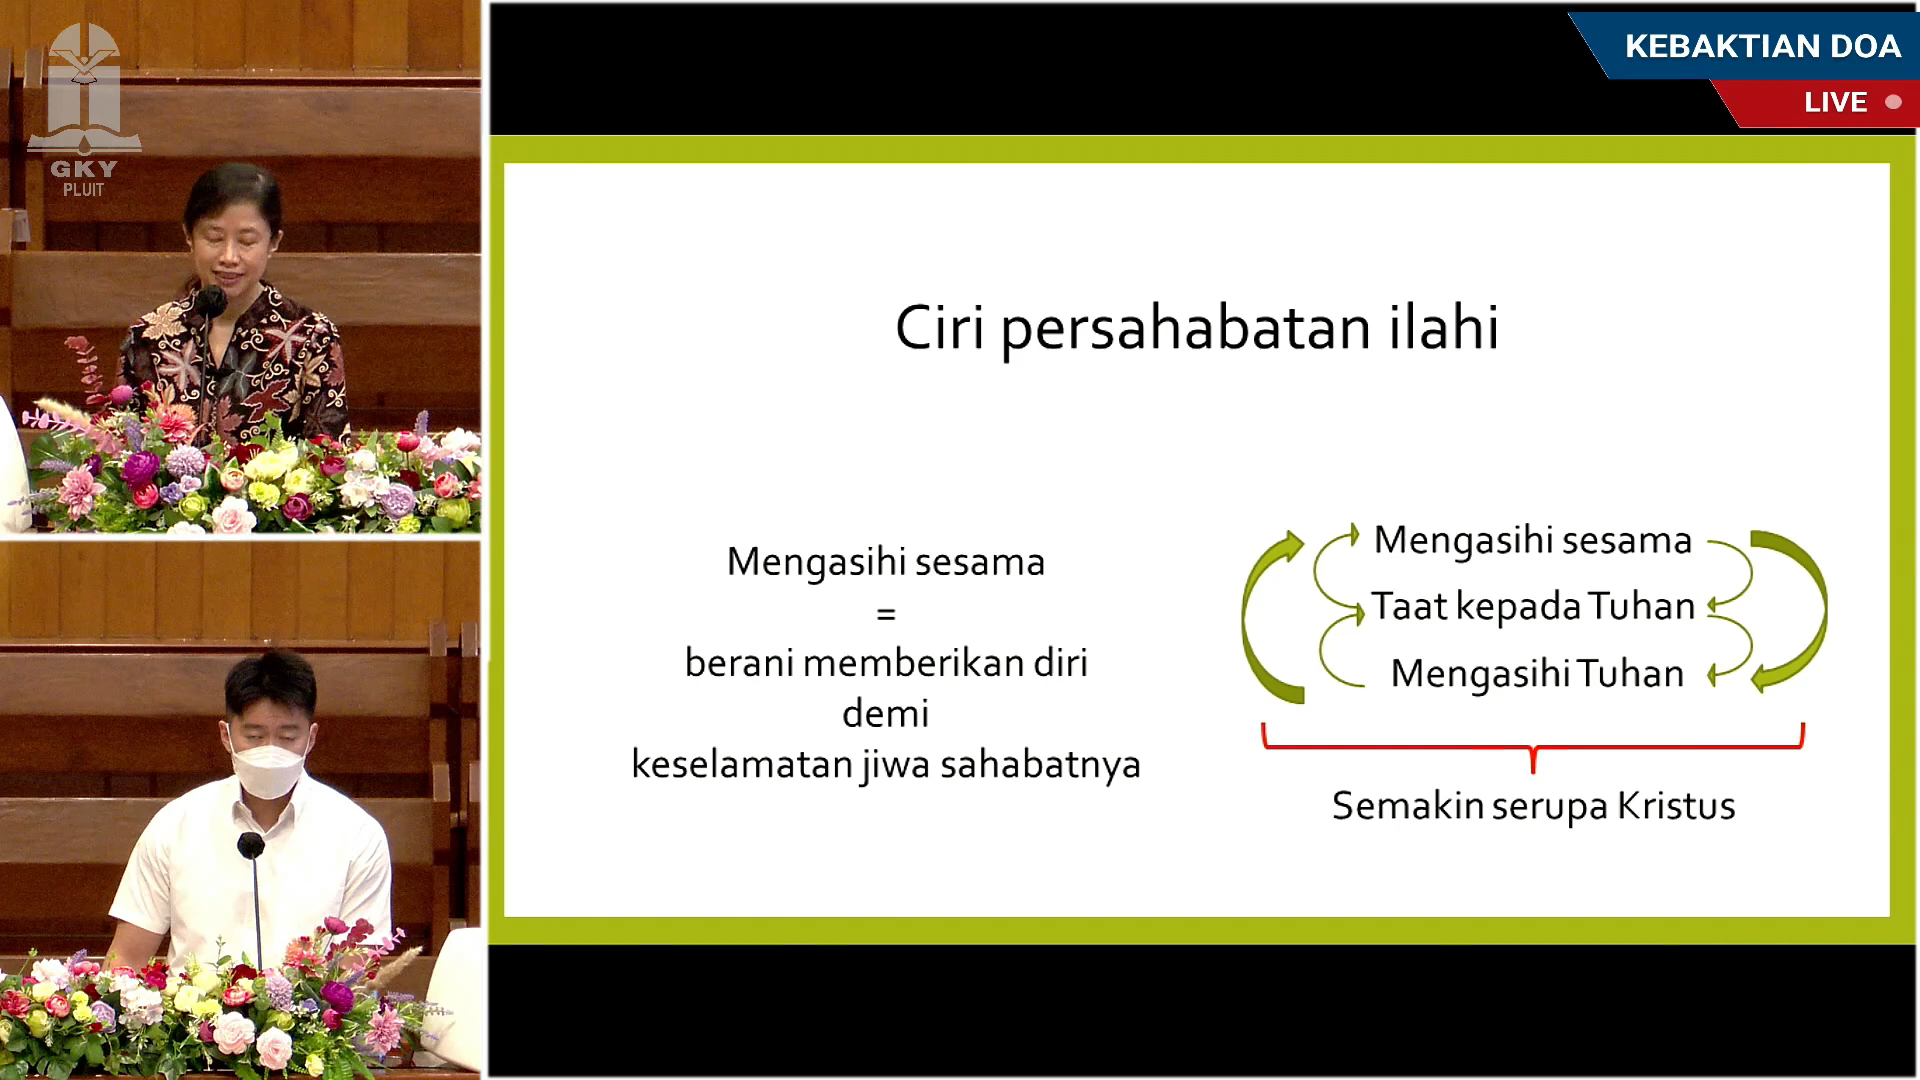 GKY
PLUIT
KEBAKTIAN DOA
LIVE
Ciri persahabatan ilahi
Mengasihi sesama
=
berani memberikan diri
demi
keselamatan jiwa sahabatnya
Mengasihi sesama
Taat kepada Tuhan
Mengasihi Tuhan
Semakin serupa Kristus